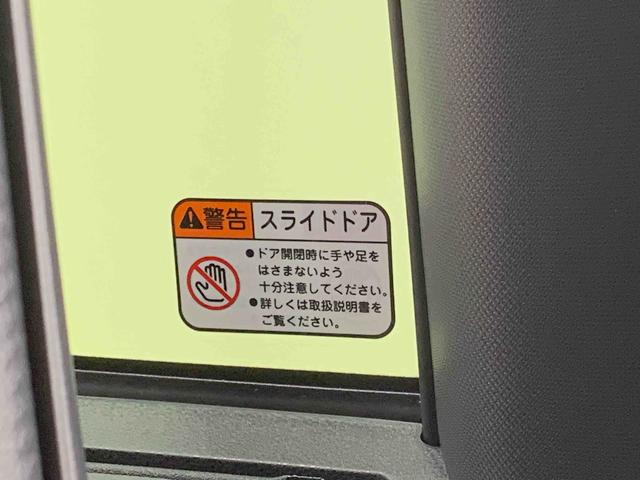 警告 スライドドア
●ドア開閉時に手や足を
はさまないよう
十分注意してください。
●詳しくは取扱説明書を
ご覧ください。